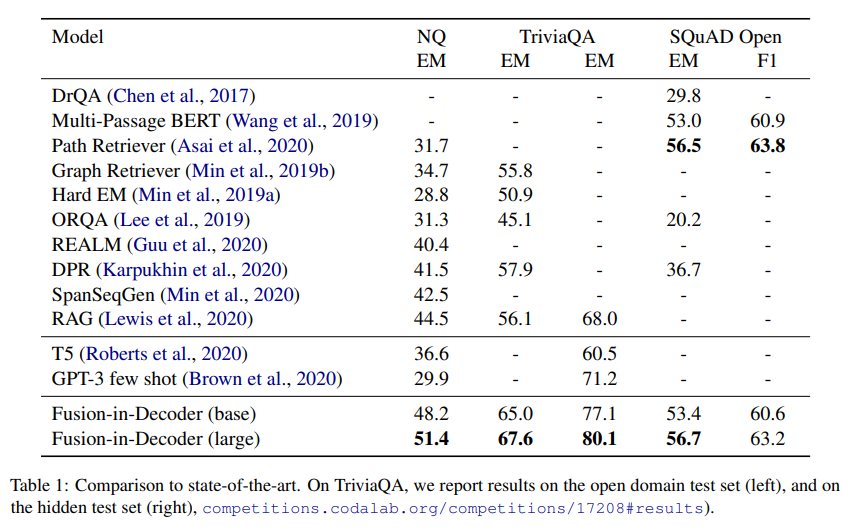 Model NQ TriviaQA SQuAD Open
EM EM EM EM F1
DrQA (Chen et al., 2017) - - - 29.8 -
Multi-Passage BERT (Wang et al., 2019) - - - 53.0 60.9
Path Retriever (Asai et al., 2020) 31.7 - - 56.5 63.8
Graph Retriever (Min et al., 2019b) 34.7 55.8 - - -
Hard EM (Min et al., 2019a) 28.8 50.9 - - -
ORQA (Lee et al., 2019) 31.3 45.1 - 20.2 -
REALM (Guu et al., 2020) 40.4 - - - -
DPR (Karpukhin et al., 2020) 41.5 57.9 - 36.7 -
SpanSeqGen (Min et al., 2020) 42.5 - - - -
RAG (Lewis et al., 2020) 44.5 56.1 68.0 - -
T5 (Roberts et al., 2020) 36.6 - 60.5 - -
GPT-3 few shot (Brown et al., 2020) 29.9 - 71.2 - -
Fusion-in-Decoder (base) 48.2 65.0 77.1 53.4 60.6
Fusion-in-Decoder (large) 51.4 67.6 80.1 56.7 63.2
Table 1: Comparison to state-of-the-art. On TriviaQA, we report results on the open domain test set (left), and on
the hidden test set (right), competitions.codalab.org/competitions/17208#results).